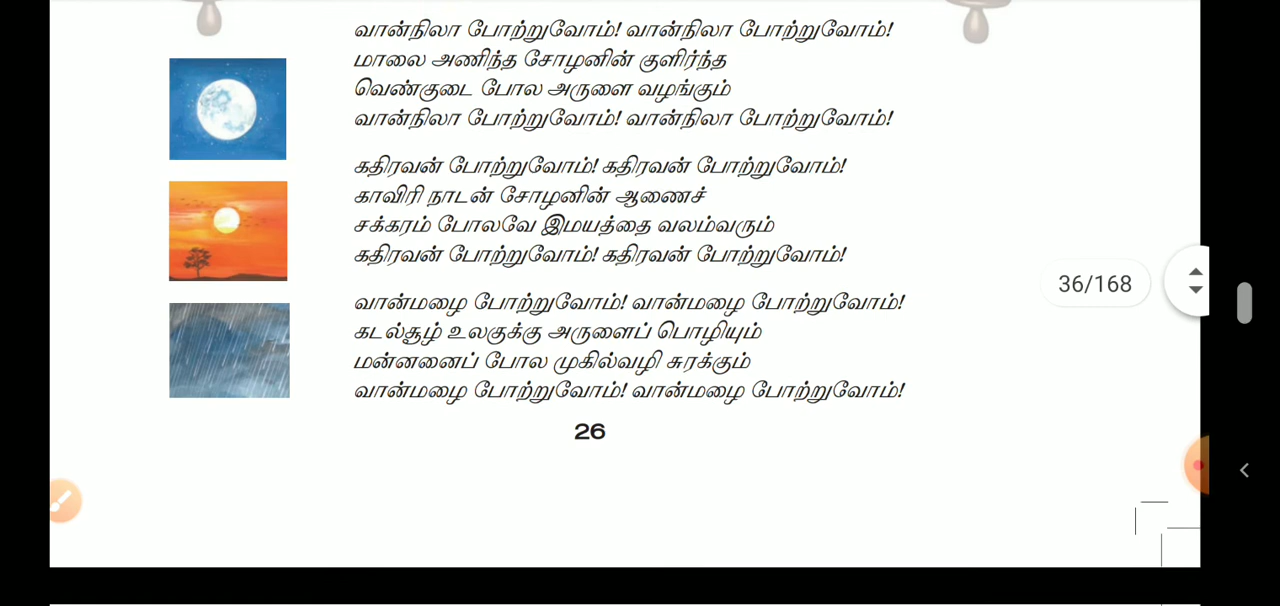 வான்நிலா போற்றுவோம்! வான்நிலா போற்றுவோம்!
மாலை அணிந்த சோழனின் குளிர்ந்த
வெண்குடை போல அருளை வழங்கும்
வான்நிலா போற்றுவோம்! வான்நிலா போற்றுவோம்!
கதிரவன் போற்றுவோம்! கதிரவன் போற்றுவோம்!
காவிரி நாடன் சோழனின் ஆணைச்
சக்கரம் போலவே இமயத்தை வலம்வரும்
கதிரவன் போற்றுவோம்! கதிரவன் போற்றுவோம்!
36/168
வான்மழை போற்றுவோம்! வான்மழை போற்றுவோம்!
கடல்சூழ் உலகுக்கு அருளைப் பொழியும்
மன்னனைப் போல முகில்வழி சுரக்கும்
வான்மழை போற்றுவோம்! வான்மழை போற்றுவோம்!
26